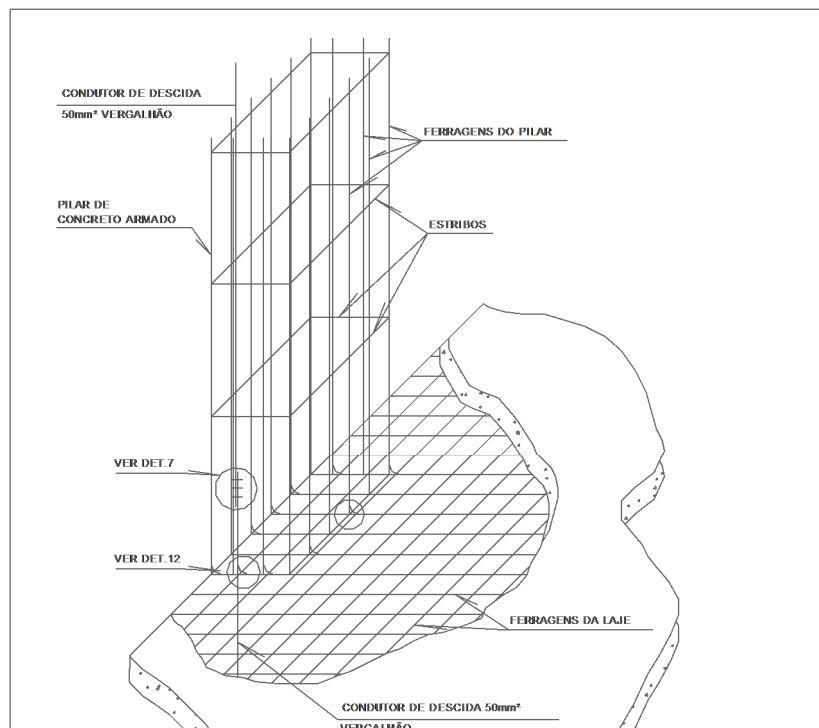 CONDUTOR DE DESCIDA
50mm² VERGALHÃO
FERRAGENS DO PILAR
PILAR DE
CONCRETO ARMADO
ESTRIBOS
VER DET.7
VER DET.12
FERRAGENS DA LAJE
CONDUTOR DE DESCIDA 50mm²
VERGALHÃO